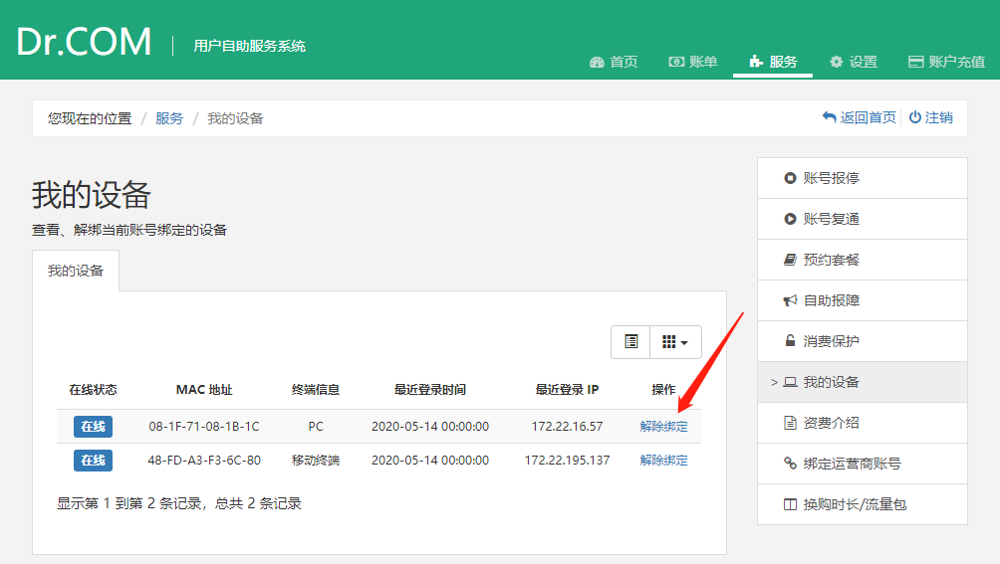 Dr.COM 用户自助服务系统
首页 账单 服务 设置 账户充值
您现在的位置 / 服务 / 我的设备 返回首页 注销
我的设备
查看、解绑当前账号绑定的设备
我的设备
在线状态 MAC 地址 终端信息 最近登录时间 最近登录 IP 操作
在线 08-1F-71-08-1B-1C PC 2020-05-14 00:00:00 172.22.16.57 解除绑定
在线 48-FD-A3-F3-6C-80 移动终端 2020-05-14 00:00:00 172.22.195.137 解除绑定
显示第 1 到第 2 条记录，总共 2 条记录
账号报停
账号复通
预约套餐
自助报障
消费保护
> 我的设备
资费介绍
绑定运营商账号
换购时长/流量包